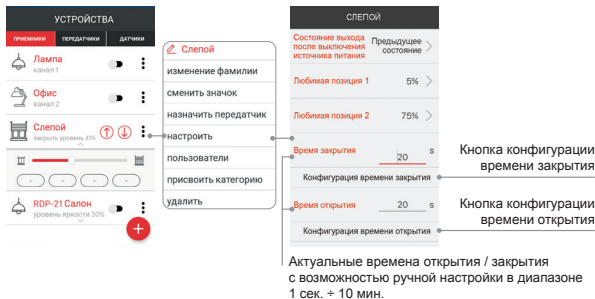 УСТРОЙСТВА
ПРИЕМНИКИ ПЕРЕДАТЧИКИ ДАТЧИКИ
Лампа
канал 1
Офис
канал 2
Слепой
закрыть уровень 41%
RDP-21 Салон
уровень яркости 30%
+
Слепой
изменение фамилии
сменить значок
назначить передатчик
настроить
пользователи
присвоить категорию
удалить
СЛЕПОЙ
Состояние выхода
после выключения
источника питания
Предыдущее
состояние
Любимая позиция 1 5%
Любимая позиция 2 75%
Время закрытия 20 s
Конфигурация времени закрытия
Время открытия 20 s
Конфигурация времени открытия
Кнопка конфигурации
времени закрытия
Кнопка конфигурации
времени открытия
Актуальные времена открытия / закрытия
с возможностью ручной настройки в диапазоне
1 сек. ÷ 10 мин.